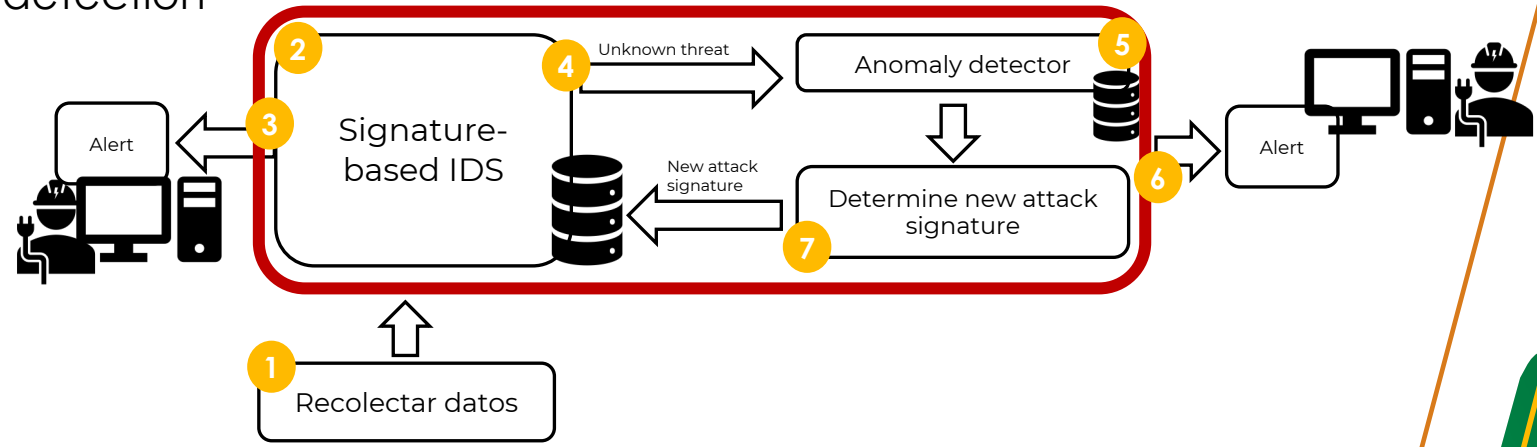 detection
2
4
Unknown threat
5
Anomaly detector
3
Alert
Signature-
based IDS
New attack
signature
Alert
6
Determine new attack
signature
7
1
Recolectar datos